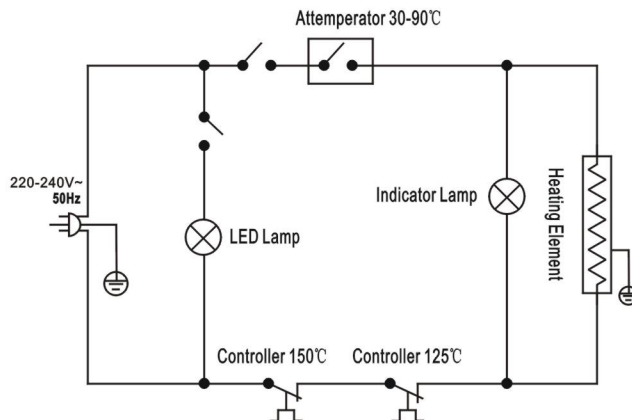 Attemperator 30-90℃
220-240V~
50Hz
Indicator Lamp
Heating Element
LED Lamp
Controller 150℃
Controller 125℃